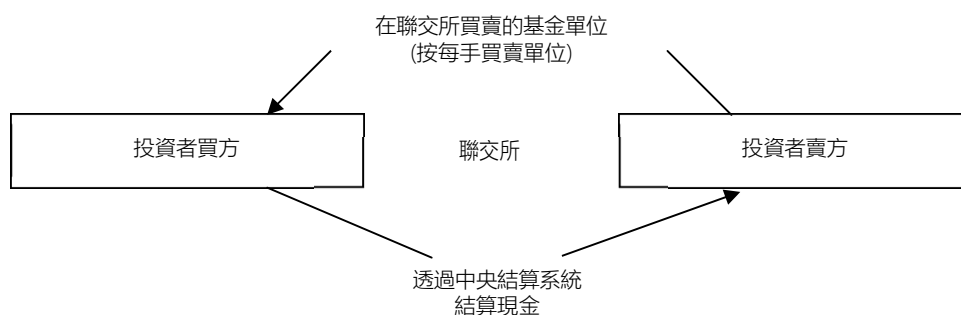 在聯交所買賣的基金單位
(按每手買賣單位)
投資者買方
聯交所
投資者賣方
透過中央結算系統
結算現金